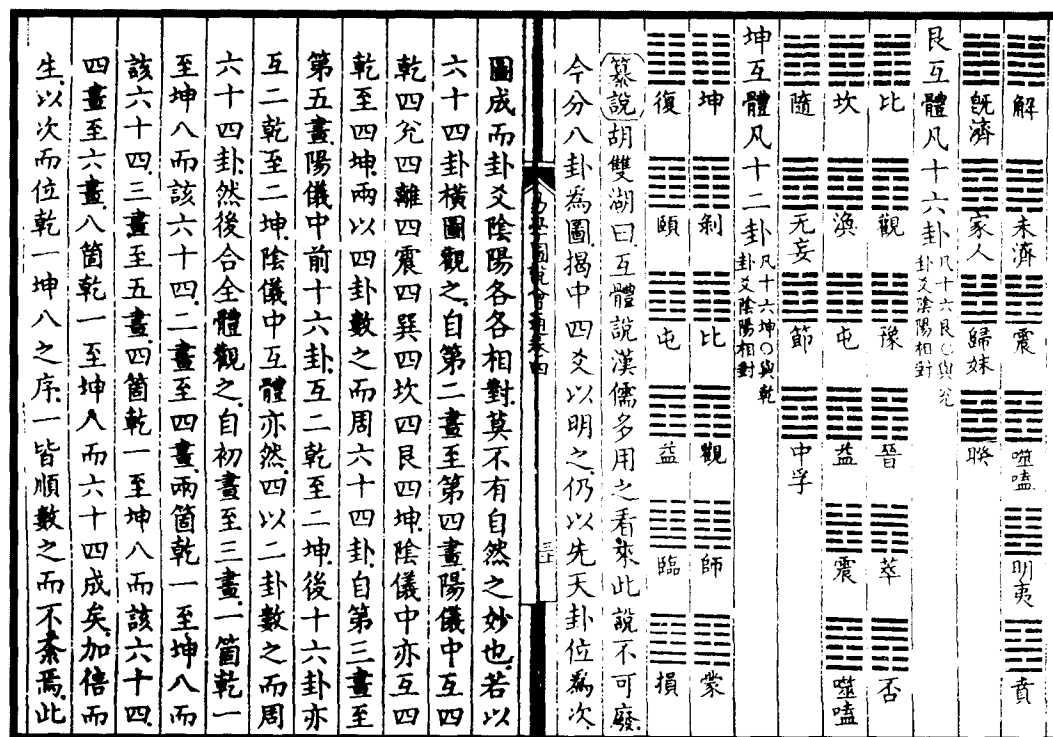 解 未濟 震 噬嗑 明夷 賁
旣濟 家人 歸妹 睽
艮互體凡十六卦 凡十六艮〇與兌卦爻陰陽相對
比 觀 豫 晉 萃 否
坎 渙 屯 益 震 噬嗑
隨 无妄 節 中孚
坤互體凡十二卦 凡十六坤〇與乾卦爻陰陽相對
坤 剝 比 觀 師 蒙
復 頤 屯 益 臨 損
纂說 胡雙湖曰互體說漢儒多用之看來此說不可廢
今分八卦為圖揭中四爻以明之仍以先天卦位爲次
易學圖說會通卷四
圖成而卦爻陰陽各各相對莫不有自然之妙也若以
六十四卦橫圖觀之自第二畫至第四畫陽儀中互四
乾四兌四離四震四巽四坎四艮四坤陰儀中亦互四
乾至四坤兩以四卦數之而周六十四卦自第三畫至
第五畫陽儀中前十六卦互二乾至二坤後十六卦亦
互二乾至二坤陰儀中互體亦然四以二卦數之而周
六十四卦然後合全體觀之自初畫至三畫一箇乾一
至坤八而該六十四二畫至四畫兩箇乾一至坤八而
該六十四三畫至五畫四箇乾一至坤八而該六十四
四畫至六畫八箇乾一至坤八而六十四成矣加倍而
生以次而位乾一坤八之序一皆順數之而不紊焉此